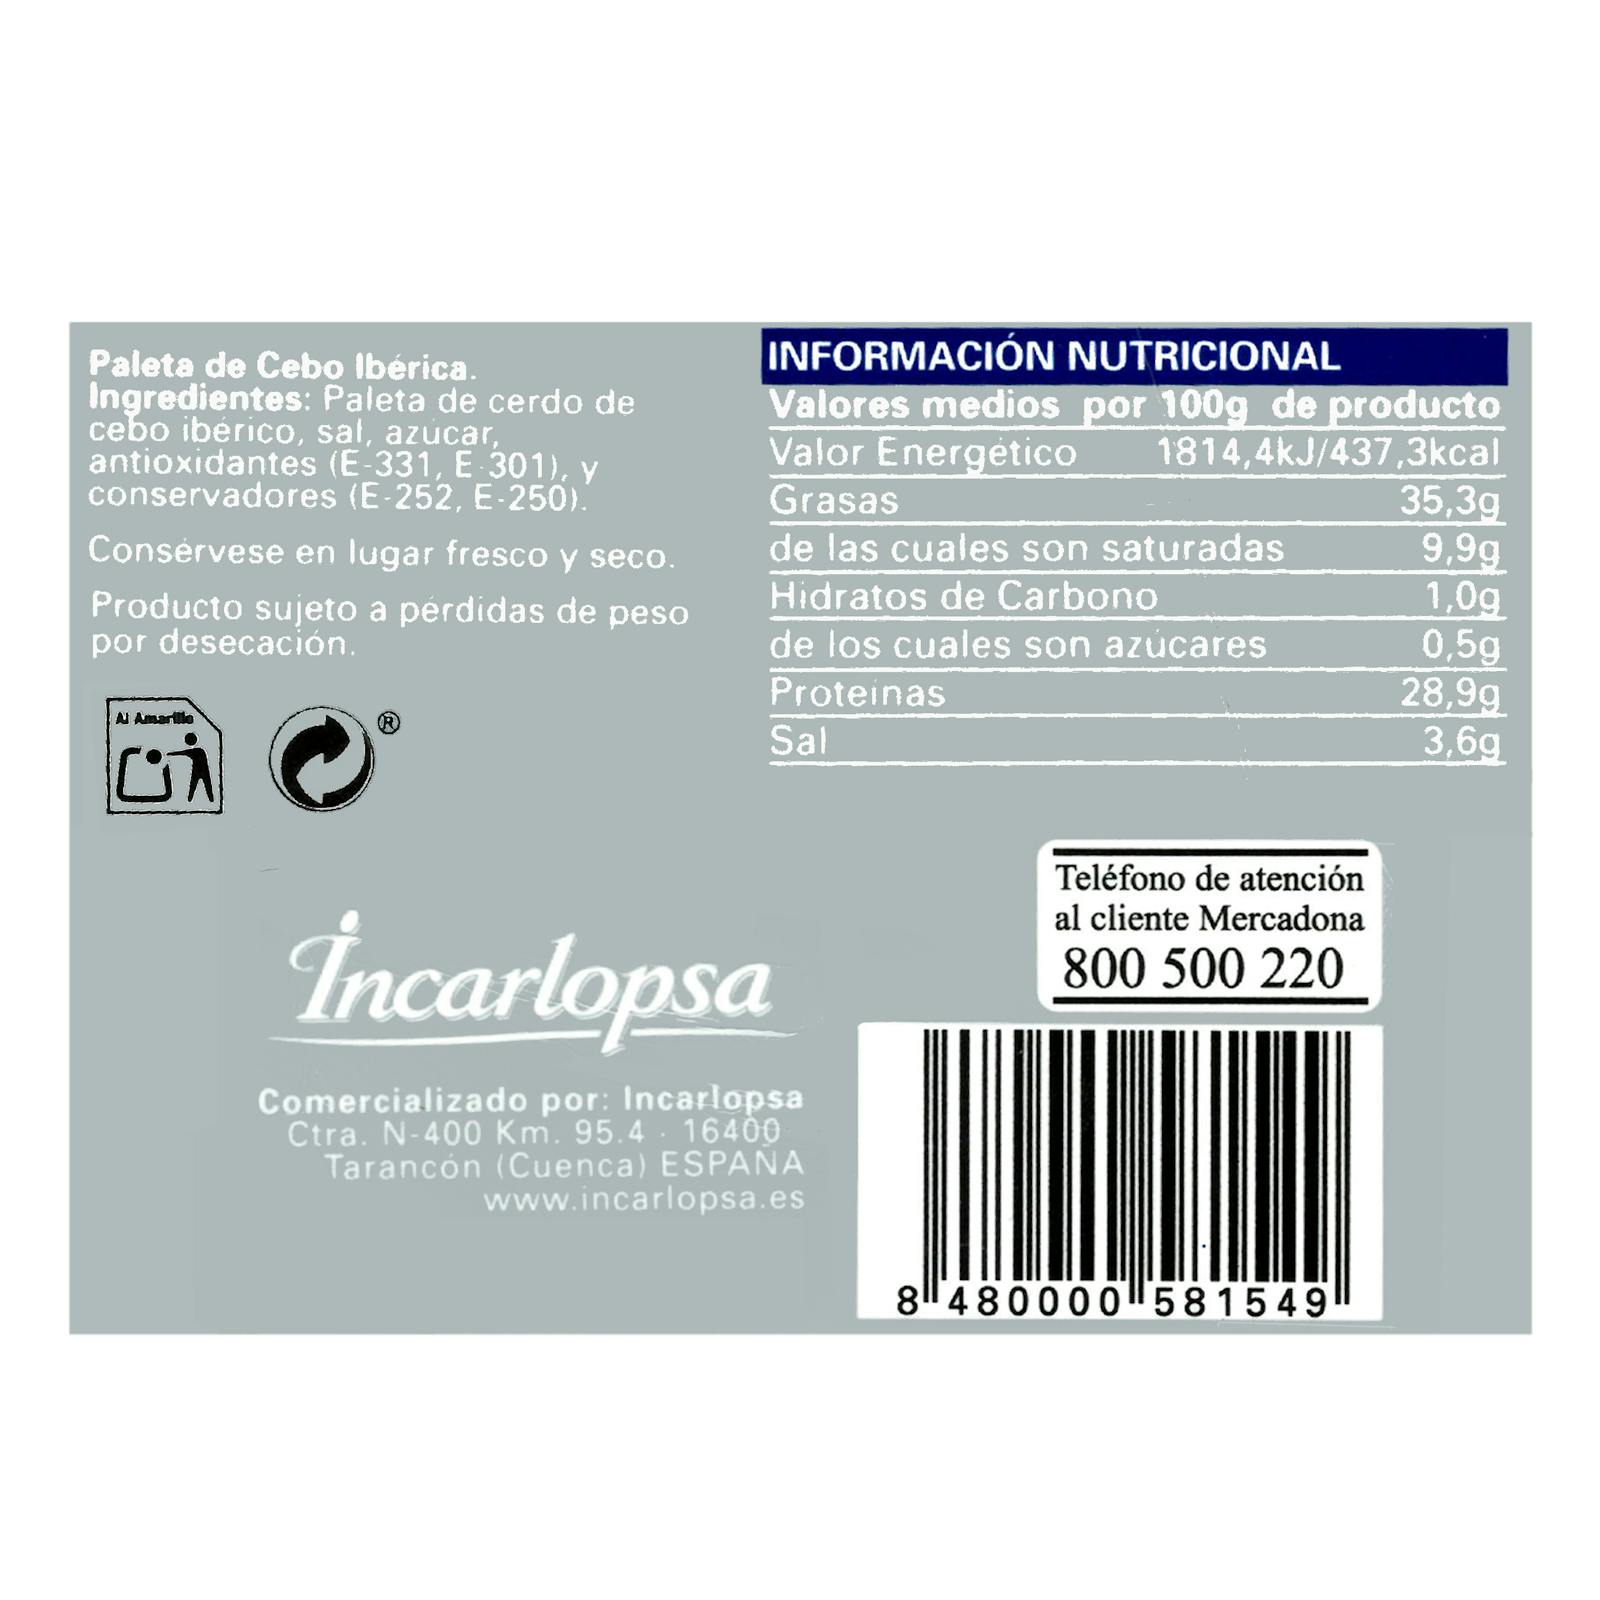 Paleta de Cebo Ibérica.
Ingredientes: Paleta de cerdo de
cebo ibérico, sal, azúcar,
antioxidantes (E-331, E-301), y
conservadores (E-252, E-250).
Consérvese en lugar fresco y seco.
Producto sujeto a pérdidas de peso
por desecación.
Al Amarillo
®
INFORMACIÓN NUTRICIONAL
Valores medios por 100g de producto
Valor Energético 1814,4kJ/437,3kcal
Grasas 35,3g
de las cuales son saturadas 9,9g
Hidratos de Carbono 1,0g
de los cuales son azúcares 0,5g
Proteínas 28,9g
Sal 3,6g
Teléfono de atención
al cliente Mercadona
800 500 220
Incarlopsa
Comercializado por: Incarlopsa
Ctra. N-400 Km. 95.4 - 16400
Tarancón (Cuenca) ESPAÑA
www.incarlopsa.es
8 480000 581549